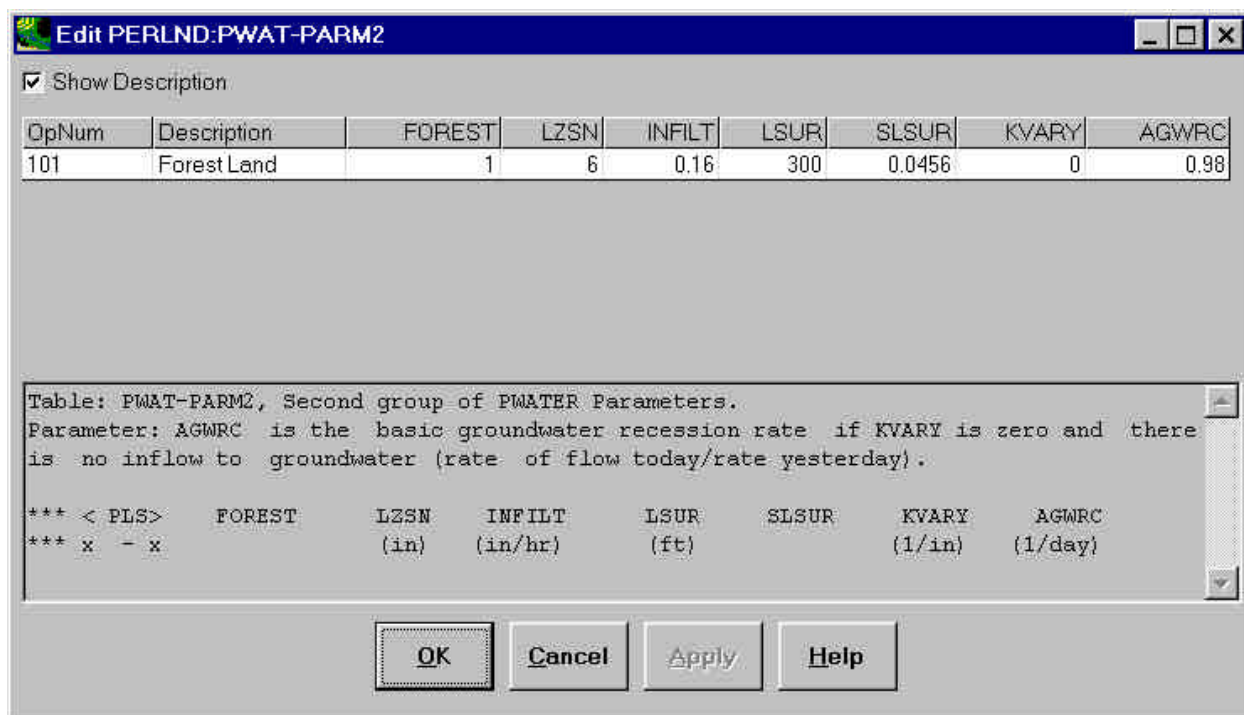 Edit PERLND:PWAT-PARM2
Show Description
OpNum Description FOREST LZSN INFILT LSUR SLSUR KVARY AGWRC
101 Forest Land 1 6 0.16 300 0.0456 0 0.98
Table: PWAT-PARM2, Second group of PWATER Parameters.
Parameter: AGWRC is the basic groundwater recession rate if KVARY is zero and there
is no inflow to groundwater (rate of flow today/rate yesterday).
*** < PLS> FOREST LZSN INFILT LSUR SLSUR KVARY AGWRC
*** x - x (in) (in/hr) (ft) (1/in) (1/day)
OK Cancel Apply Help